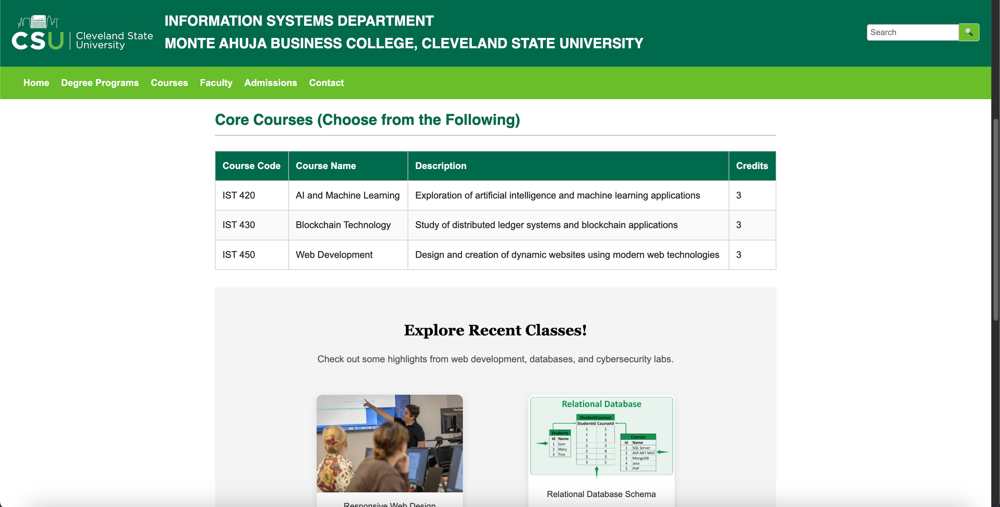 CSU
Cleveland State
University
INFORMATION SYSTEMS DEPARTMENT
MONTE AHUJA BUSINESS COLLEGE, CLEVELAND STATE UNIVERSITY
Search
Home Degree Programs Courses Faculty Admissions Contact
Core Courses (Choose from the Following)
Course Code Course Name Description Credits
IST 420 AI and Machine Learning Exploration of artificial intelligence and machine learning applications 3
IST 430 Blockchain Technology Study of distributed ledger systems and blockchain applications 3
IST 450 Web Development Design and creation of dynamic websites using modern web technologies 3
Explore Recent Classes!
Check out some highlights from web development, databases, and cybersecurity labs.
Responsive Web Design
Relational Database
StudentCourses
StudentId CourseId
1 1
1 2
1 3
2 3
2 4
3 3
3 5
Students
Id Name
1 Sam
2 Mary
3 Tine
Courses
Id Name
1 SQL Server
2 ASP.NET MVC
3 MongoDB
4 Java
5 PHP
Relational Database Schema